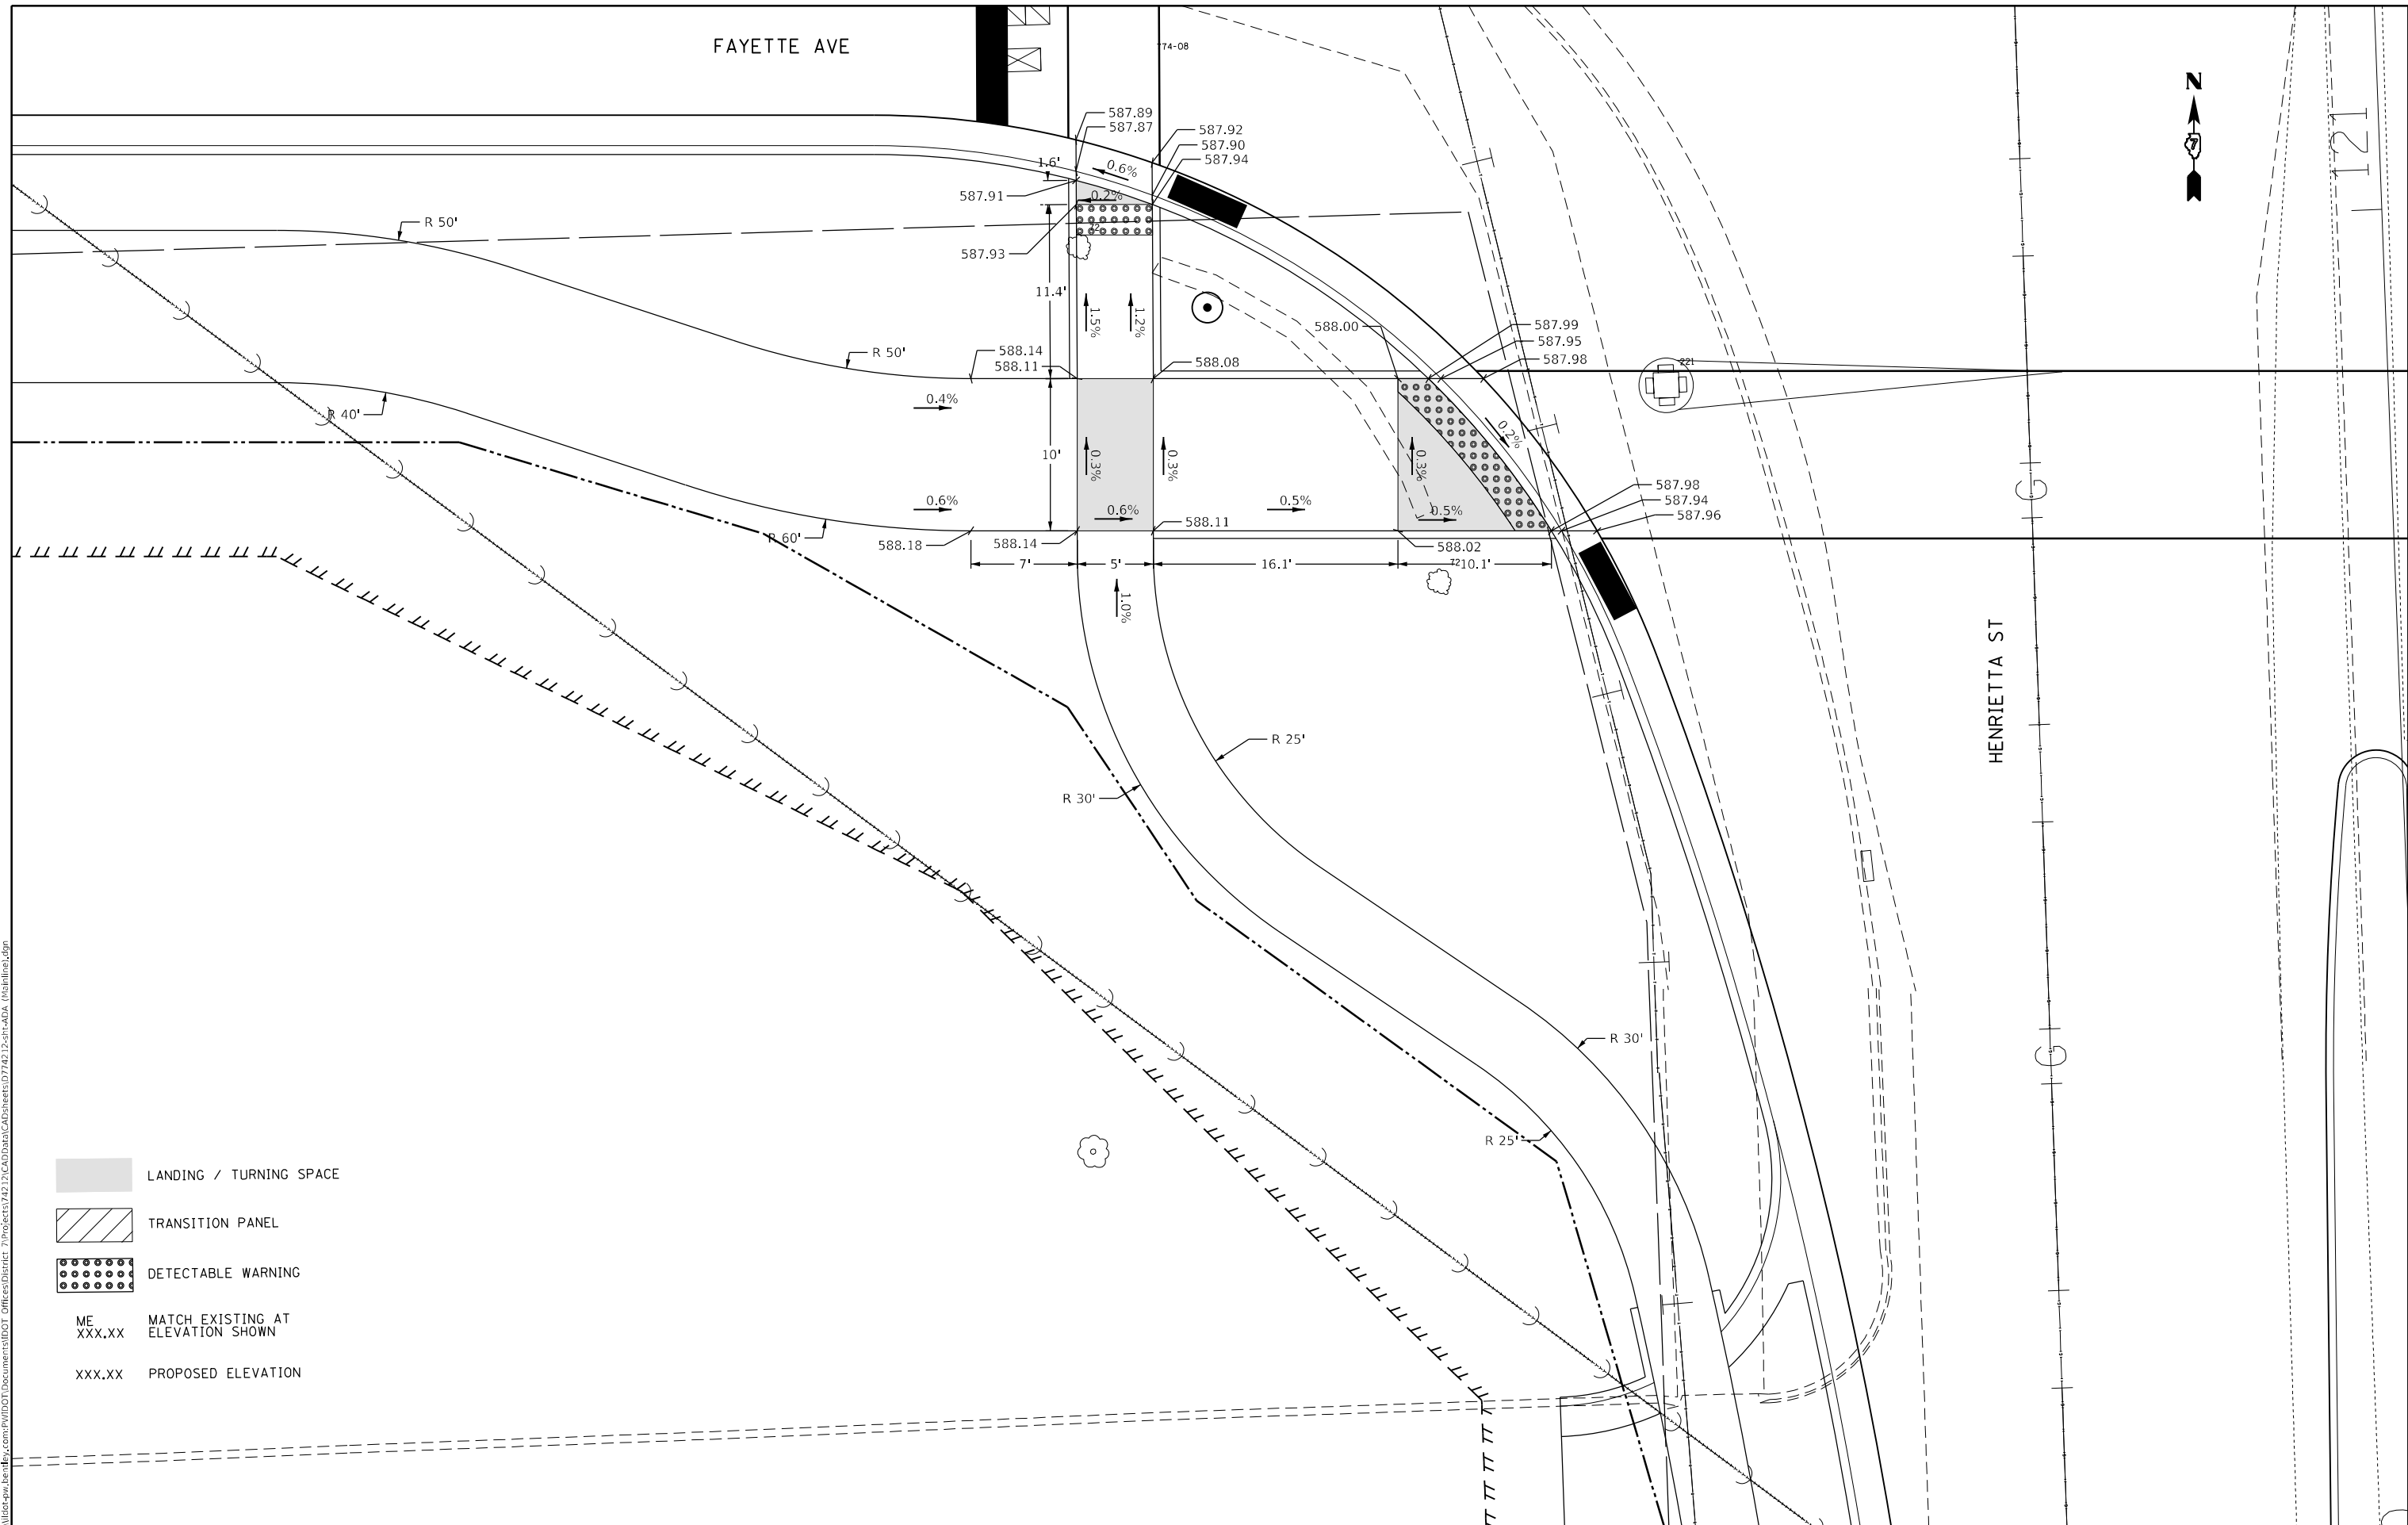 FAYETTE AVE
74-08
N
7
121
587.89
587.87
587.92
587.90
587.94
1.6'
0.6%
587.91
0.2%
R 50'
72
587.93
11.4'
1.5%
1.2%
588.00
587.99
587.95
587.98
R 50'
588.14
588.11
588.08
221
0.4%
R 40'
0.2%
10'
0.3%
0.3%
0.3%
587.98
587.94
587.96
G
0.6%
0.6%
0.5%
0.5%
588.11
R 60'
588.18
588.14
588.02
7'
5'
16.1'
72
10.1'
1.0%
HENRIETTA ST
R 25'
R 30'
R 30'
G
R 25'
LANDING / TURNING SPACE
TRANSITION PANEL
DETECTABLE WARNING
ME
XXX.XX
MATCH EXISTING AT
ELEVATION SHOWN
XXX.XX
PROPOSED ELEVATION